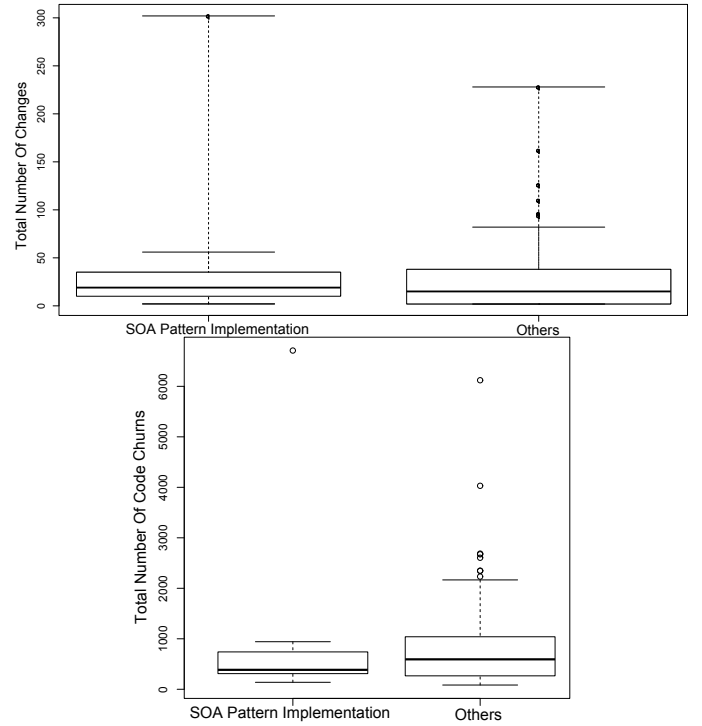 Total Number Of Changes
300
250
200
150
100
50
0
SOA Pattern Implementation
Others
Total Number Of Code Churns
6000
5000
4000
3000
2000
1000
0
SOA Pattern Implementation
Others